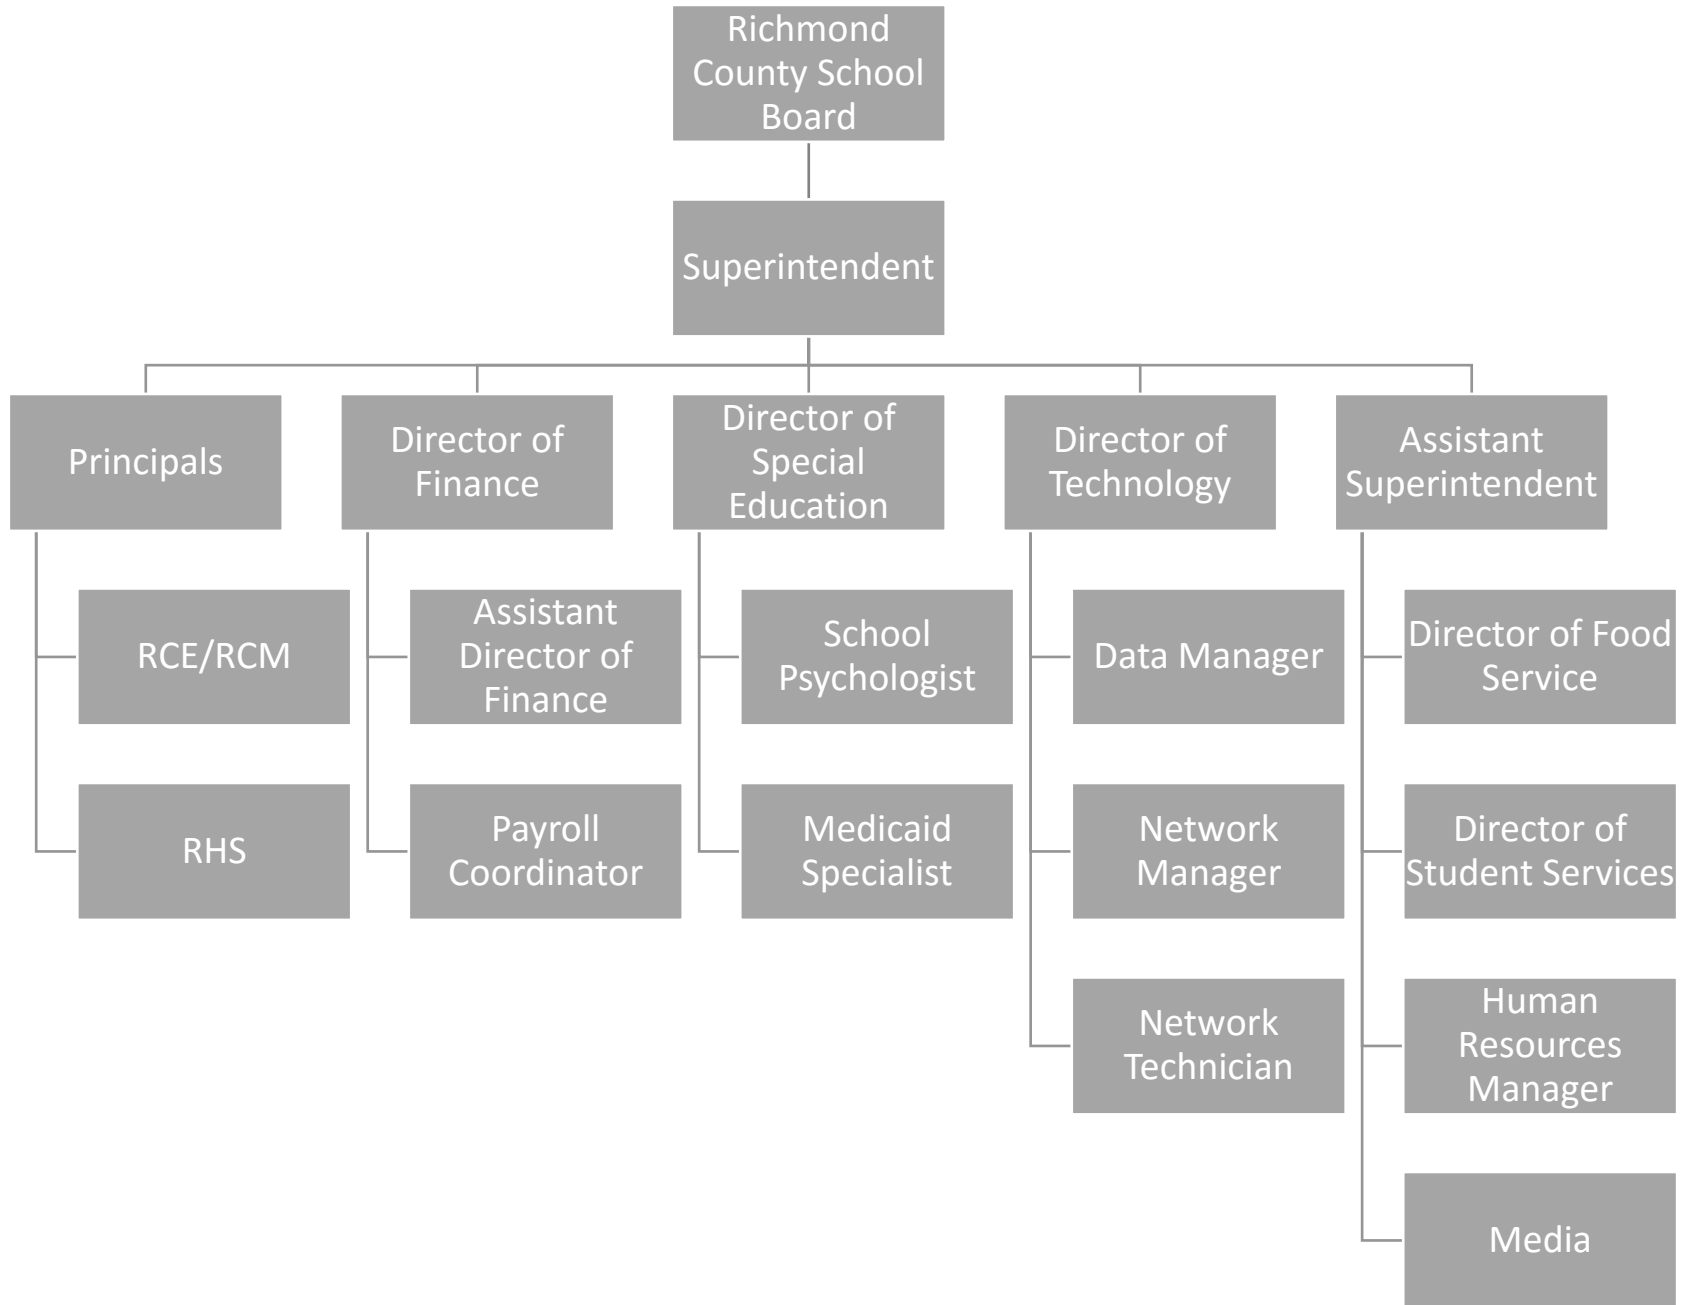 Richmond
County School
Board
Superintendent
Principals
Director of
Finance
Director of
Special
Education
Director of
Technology
Assistant
Superintendent
RCE/RCM
Assistant
Director of
Finance
School
Psychologist
Data Manager
Director of Food
Service
RHS
Payroll
Coordinator
Medicaid
Specialist
Network
Manager
Director of
Student Services
Network
Technician
Human
Resources
Manager
Media